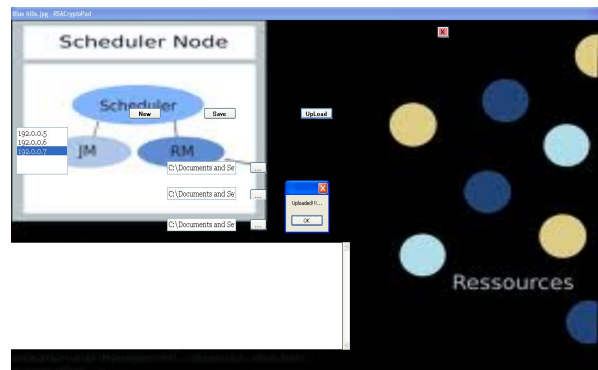 Blue hills.jpg - RSACryptoPad
X
Scheduler Node
Scheduler
New
Save
UpLoad
192.0.0.5
192.0.0.6
192.0.0.7
JM
RM
C:\Documents and Se
...
C:\Documents and Se
...
C:\Documents and Se
...
X
Uploaded!!!...
OK
Ressources